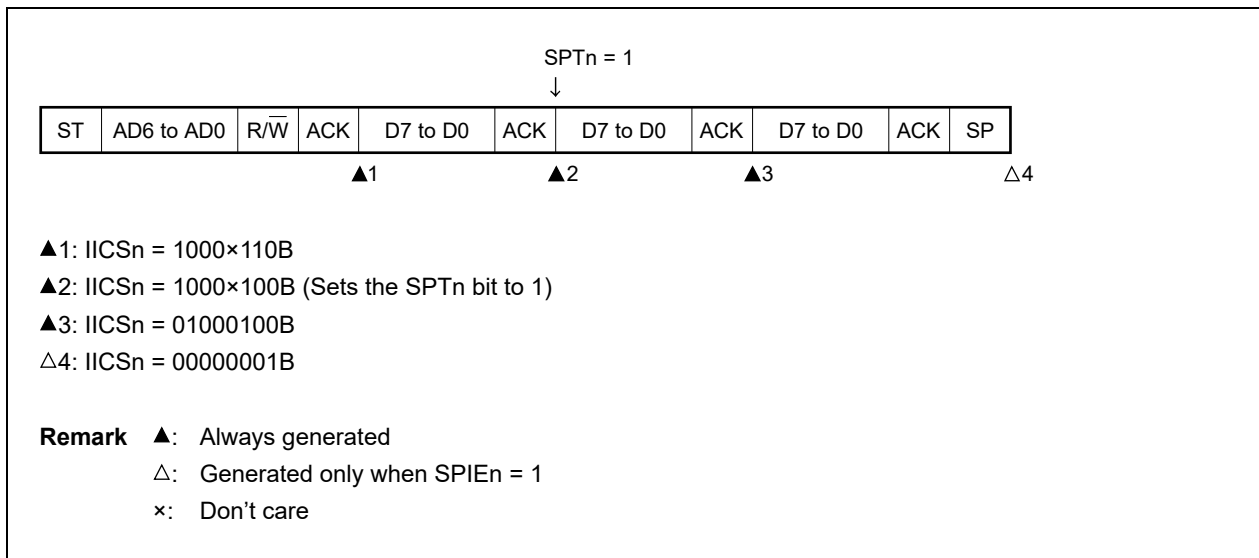 SPTn = 1
↓
ST AD6 to AD0 R/W̅ ACK D7 to D0 ACK D7 to D0 ACK D7 to D0 ACK SP
▲1 ▲2 ▲3 △4
▲1: IICSn = 1000×110B
▲2: IICSn = 1000×100B (Sets the SPTn bit to 1)
▲3: IICSn = 01000100B
△4: IICSn = 00000001B
Remark ▲: Always generated
△: Generated only when SPIEn = 1
×: Don’t care